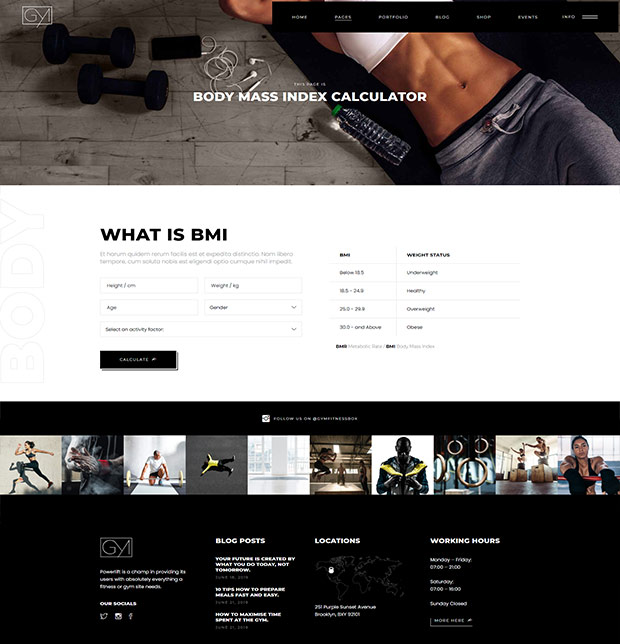 GYM
HOME PAGES PORTFOLIO BLOG SHOP EVENTS INFO
THIS PAGE IS
BODY MASS INDEX CALCULATOR
BODY
WHAT IS BMI
Et harum quidem rerum facilis est et expedita distinctio. Nam libero
tempore, cum soluta nobis est eligendi optio cumque nihil impedit.
Height / cm Weight / kg
Age Gender
Select an activity factor:
CALCULATE
BMI WEIGHT STATUS
Below 18.5 Underweight
18.5 - 24.9 Healthy
25.0 - 29.9 Overweight
30.0 - and Above Obese
BMR Metabolic Rate / BMI Body Mass Index
FOLLOW US ON @GYMFITNESSBOX
GYM
Powerlift is a champ in providing its
users with absolutely everything a
fitness or gym site needs.
OUR SOCIALS
BLOG POSTS
YOUR FUTURE IS CREATED BY
WHAT YOU DO TODAY, NOT
TOMORROW.
JUNE 18, 2019
10 TIPS HOW TO PREPARE
MEALS FAST AND EASY.
JUNE 21, 2019
HOW TO MAXIMISE TIME
SPENT AT THE GYM.
JUNE 21, 2019
LOCATIONS
251 Purple Sunset Avenue
Brooklyn, BXY 92101
WORKING HOURS
Monday – Friday:
07:00 – 21:00
Saturday:
07:00 – 16:00
Sunday Closed
MORE HERE